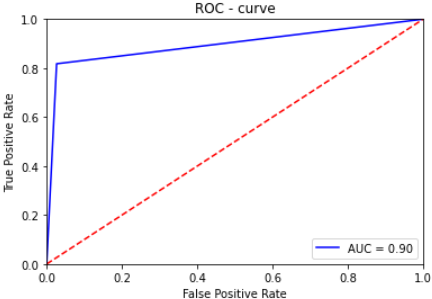 ROC - curve
1.0
0.8
0.6
0.4
0.2
0.0
True Positive Rate
AUC = 0.90
0.0 0.2 0.4 0.6 0.8 1.0
False Positive Rate